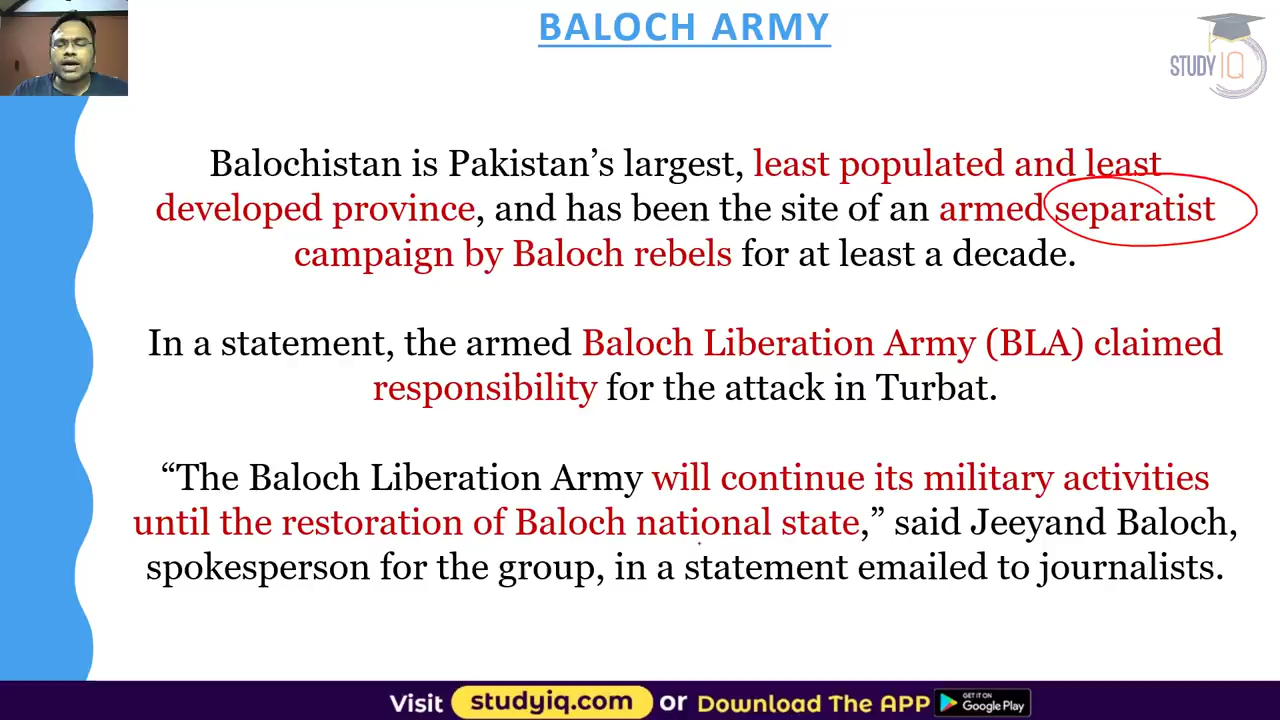 BALOCH ARMY
STUDY IQ
Balochistan is Pakistan’s largest, least populated and least
developed province, and has been the site of an armed separatist
campaign by Baloch rebels for at least a decade.
In a statement, the armed Baloch Liberation Army (BLA) claimed
responsibility for the attack in Turbat.
“The Baloch Liberation Army will continue its military activities
until the restoration of Baloch national state,” said Jeeyand Baloch,
spokesperson for the group, in a statement emailed to journalists.
Visit studyiq.com or Download The APP GET IT ON Google Play